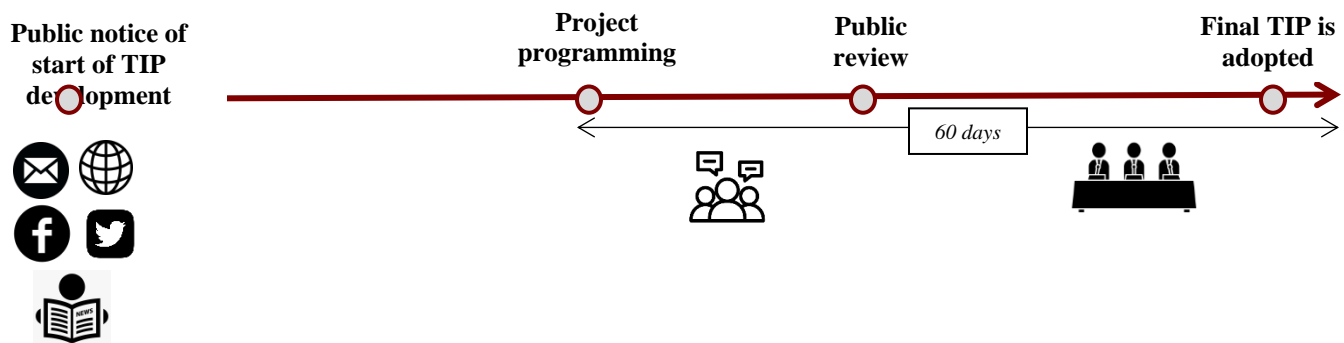 Public notice of
start of TIP
development
Project
programming
Public
review
Final TIP is
adopted
60 days
NEWS